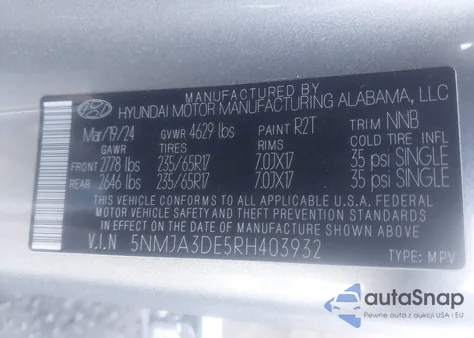 MANUFACTURED BY
HYUNDAI MOTOR MANUFACTURING ALABAMA, LLC
Mar/19/24 GVWR 4629 lbs PAINT R2T TRIM NNB
GAWR TIRES RIMS COLD TIRE INFL
FRONT 2778 lbs 235/65R17 7.0JX17 35 psi SINGLE
REAR 2646 lbs 235/65R17 7.0JX17 35 psi SINGLE
THIS VEHICLE CONFORMS TO ALL APPLICABLE U.S.A. FEDERAL
MOTOR VEHICLE SAFETY AND THEFT PREVENTION STANDARDS
IN EFFECT ON THE DATE OF MANUFACTURE SHOWN ABOVE.
V.I.N 5NMJA3DE5RH403932 TYPE: MPV
autoSnap
Pewne auta z aukcji USA i EU